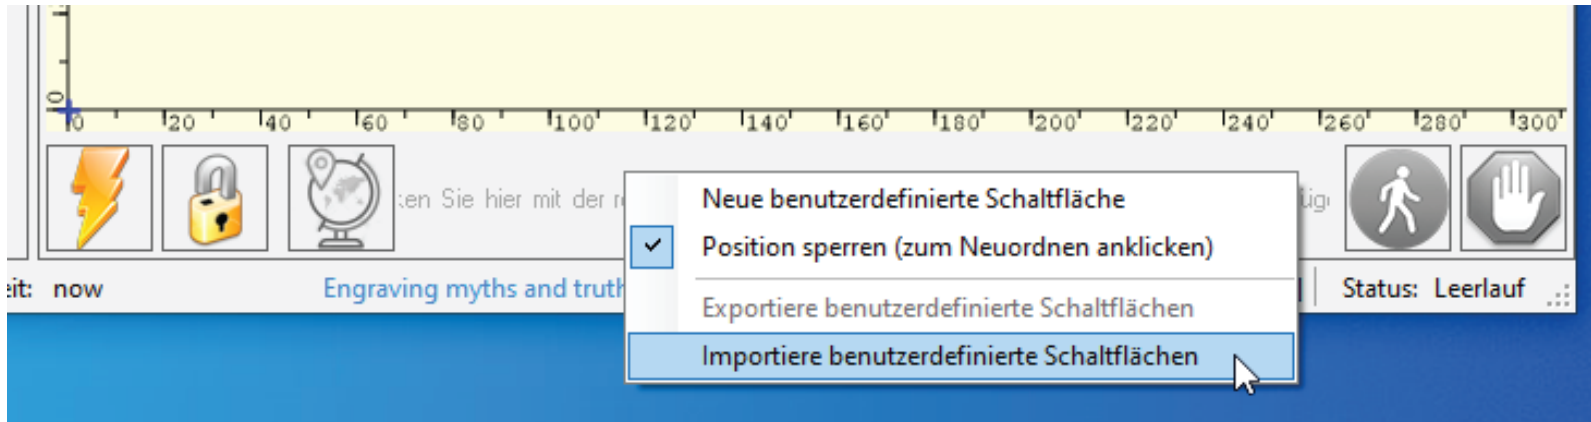 0
0 20 40 60 80 100 120 140 160 180 200 220 240 260 280 300
Sie hier mit der
Neue benutzerdefinierte Schaltfläche
Position sperren (zum Neuordnen anklicken)
Exportiere benutzerdefinierte Schaltflächen
Importiere benutzerdefinierte Schaltflächen
now
Engraving myths and truth
Status: Leerlauf